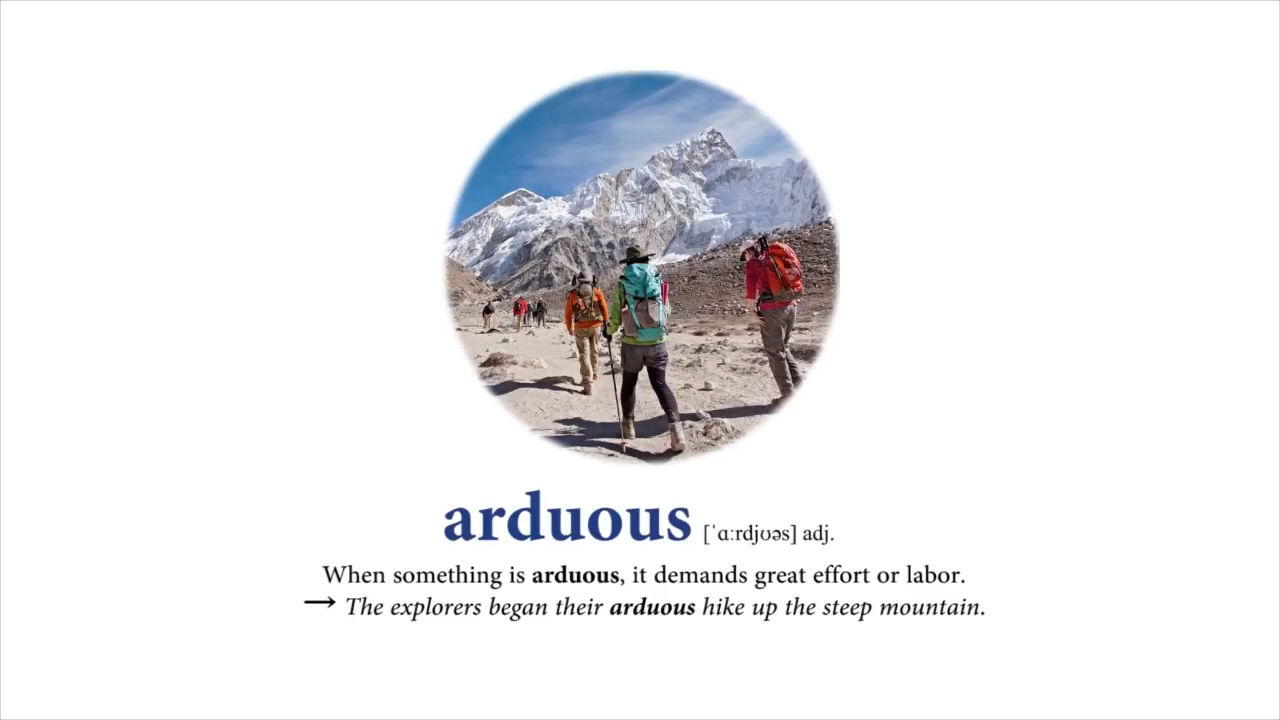 arduous [ˈɑːrdjʊəs] adj.
When something is arduous, it demands great effort or labor.
→ The explorers began their arduous hike up the steep mountain.